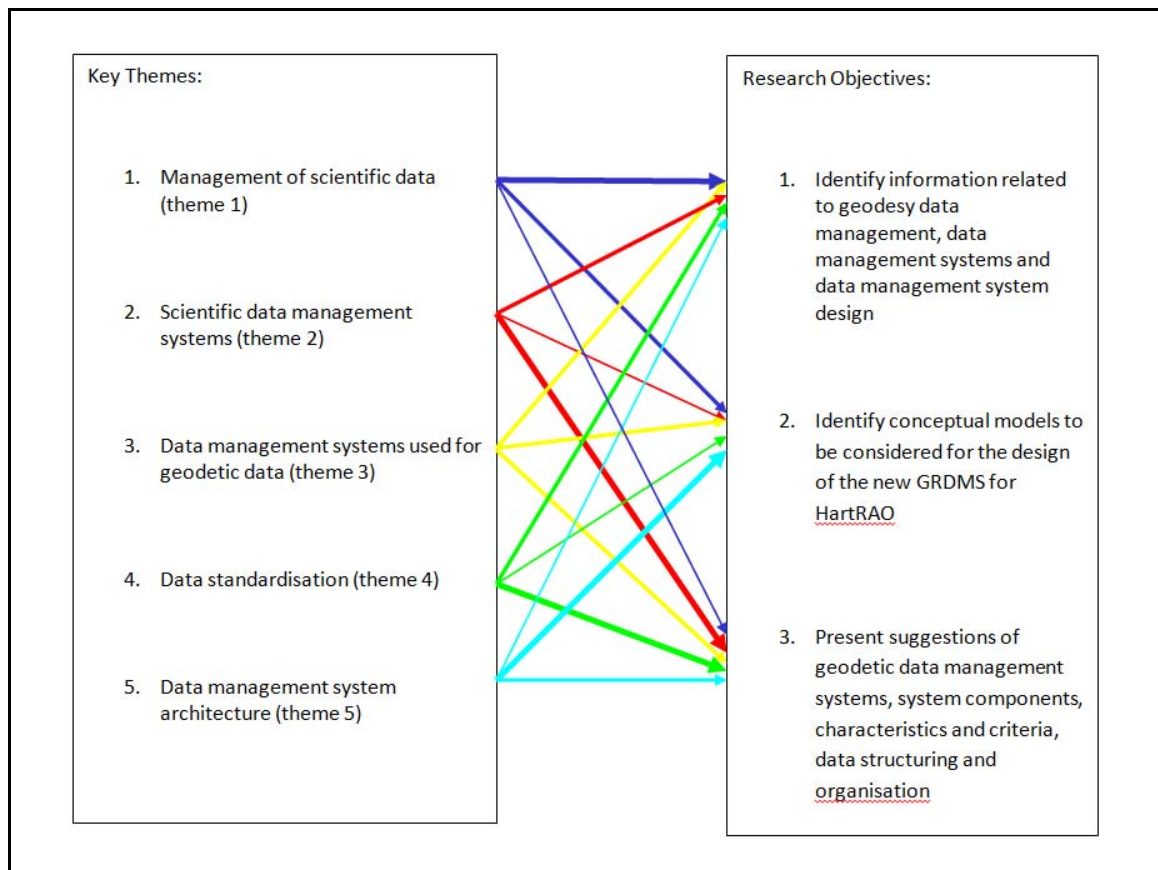 Key Themes:
1. Management of scientific data
(theme 1)
2. Scientific data management
systems (theme 2)
3. Data management systems used for
geodetic data (theme 3)
4. Data standardisation (theme 4)
5. Data management system
architecture (theme 5)
Research Objectives:
1. Identify information related
to geodesy data
management, data
management systems and
data management system
design
2. Identify conceptual models to
be considered for the design
of the new GRDMS for
HartRAO
3. Present suggestions of
geodetic data management
systems, system components,
characteristics and criteria,
data structuring and
organisation